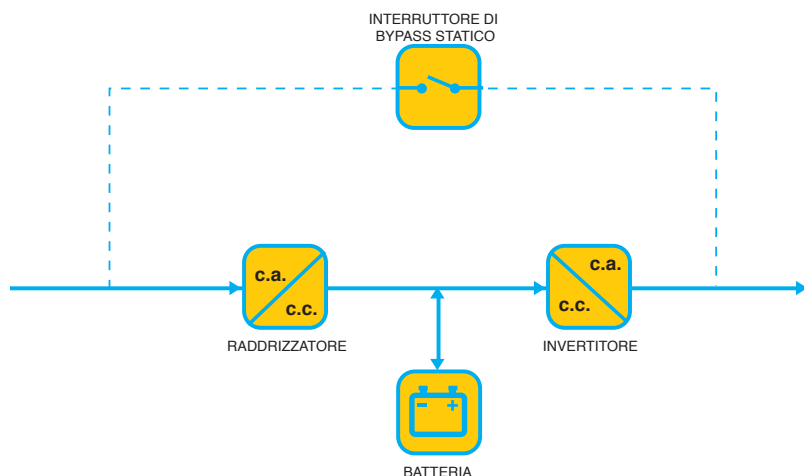 INTERRUTTORE DI
BYPASS STATICO
c.a.
c.c.
RADDRIZZATORE
c.a.
c.c.
INVERTITORE
- +
BATTERIA